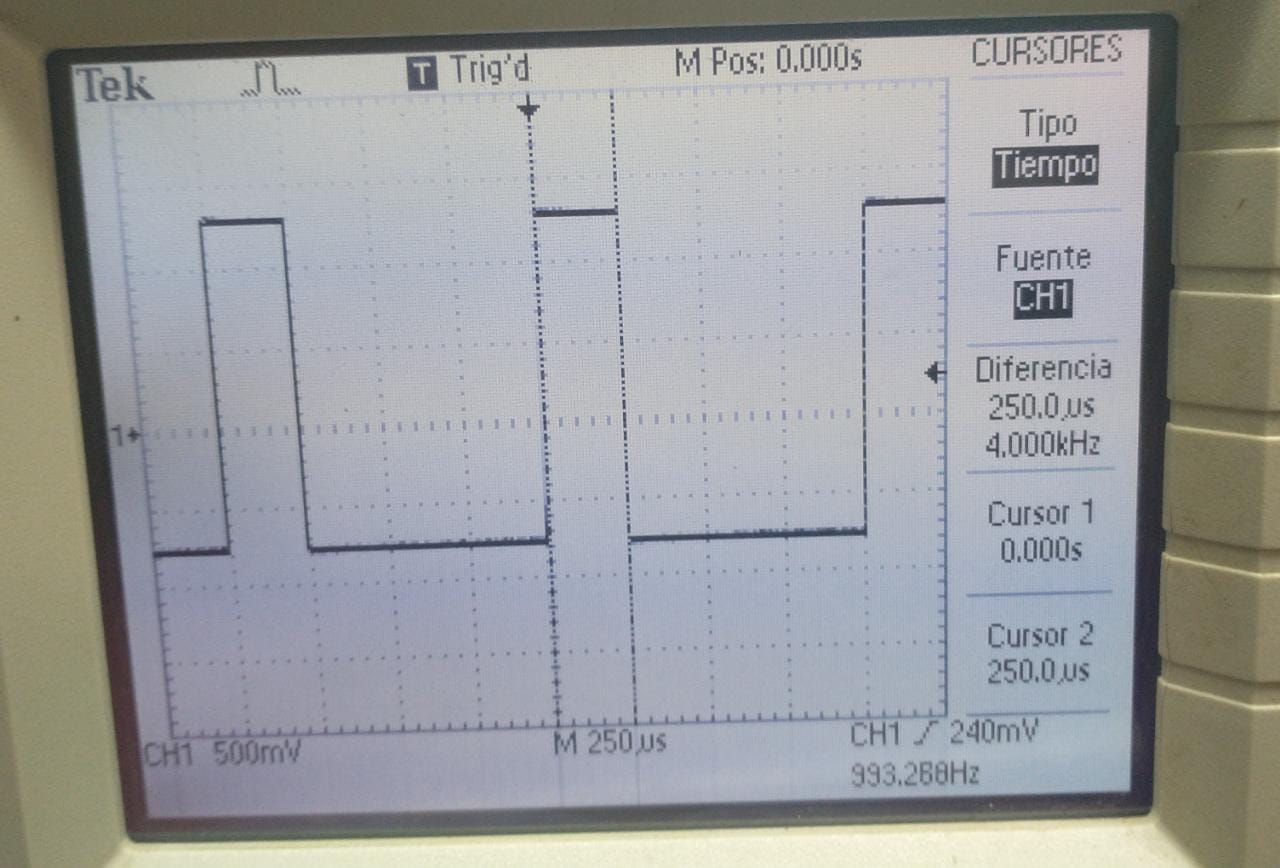 Tek
T Trig'd
M Pos: 0.000s
CURSORES
Tipo
Tiempo
Fuente
CH1
Diferencia
250.0µs
4.000kHz
Cursor 1
0.000s
Cursor 2
250.0µs
1
CH1 500mV
M 250µs
CH1 240mV
993.268Hz